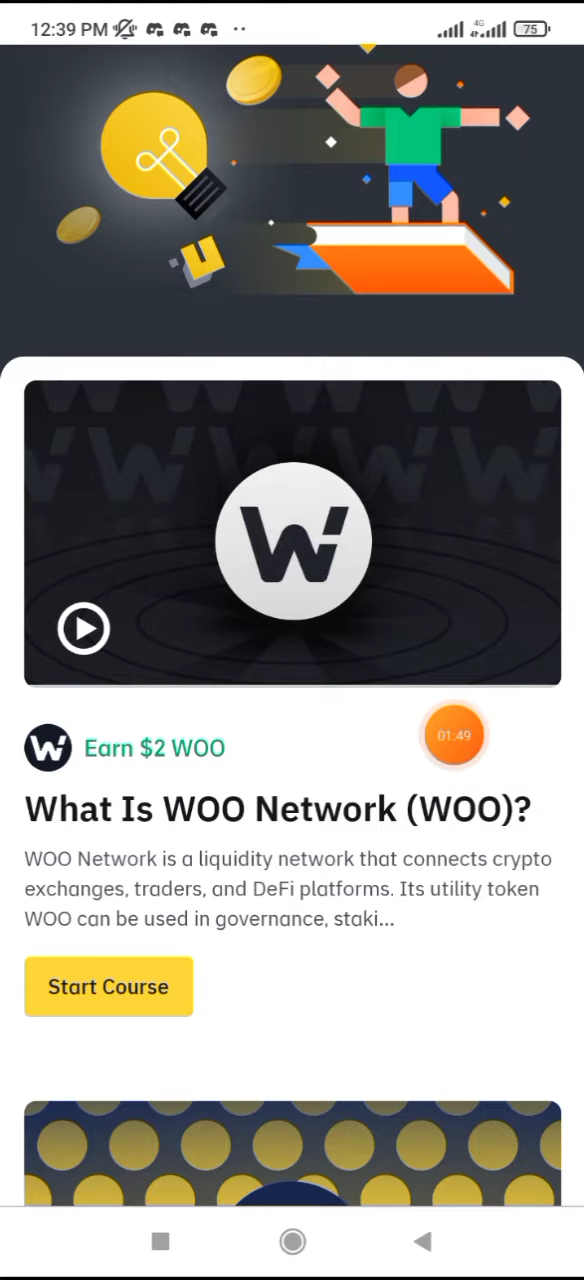 12:39 PM
4G
75
Earn $2 WOO
01:49
What Is WOO Network (WOO)?
WOO Network is a liquidity network that connects crypto
exchanges, traders, and DeFi platforms. Its utility token
WOO can be used in governance, staki...
Start Course